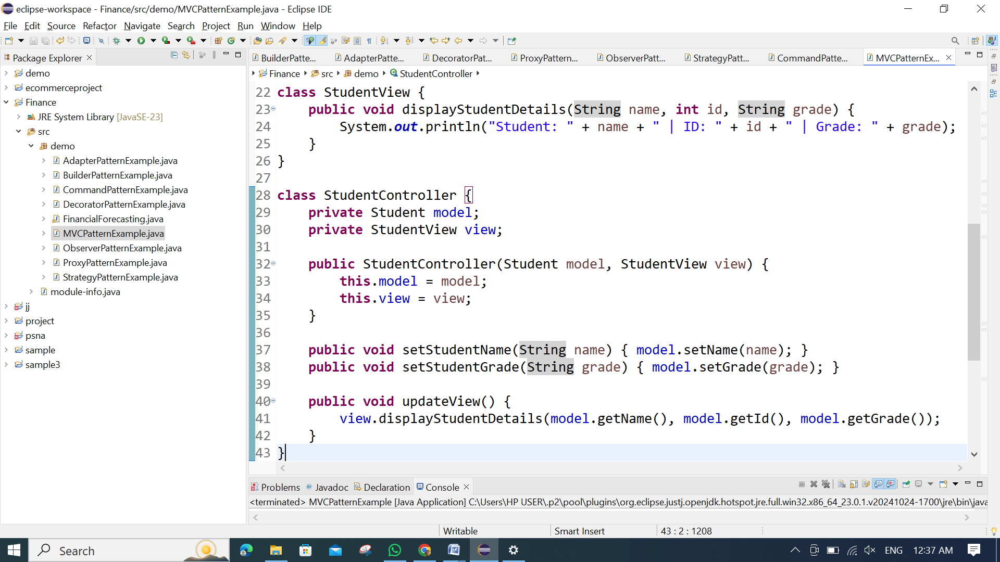 eclipse-workspace - Finance/src/demo/MVCPatternExample.java - Eclipse IDE
File Edit Source Refactor Navigate Search Project Run Window Help
Package Explorer
demo
ecommerceproject
Finance
JRE System Library [JavaSE-23]
src
demo
AdapterPatternExample.java
BuilderPatternExample.java
CommandPatternExample.java
DecoratorPatternExample.java
FinancialForecasting.java
MVCPatternExample.java
ObserverPatternExample.java
ProxyPatternExample.java
StrategyPatternExample.java
module-info.java
jj
project
psna
sample
sample3
BuilderPatte... AdapterPatte... DecoratorPat... ProxyPattern... ObserverPatt... StrategyPatt... CommandPatte... MVCPatternEx...
Finance src demo StudentController
22 class StudentView {
23 public void displayStudentDetails(String name, int id, String grade) {
24 System.out.println("Student: " + name + " | ID: " + id + " | Grade: " + grade);
25 }
26 }
27
28 class StudentController {
29 private Student model;
30 private StudentView view;
31
32 public StudentController(Student model, StudentView view) {
33 this.model = model;
34 this.view = view;
35 }
36
37 public void setStudentName(String name) { model.setName(name); }
38 public void setStudentGrade(String grade) { model.setGrade(grade); }
39
40 public void updateView() {
41 view.displayStudentDetails(model.getName(), model.getId(), model.getGrade());
42 }
43 }
Problems @ Javadoc Declaration Console
<terminated> MVCPatternExample [Java Application] C:\Users\HP USER\.p2\pool\plugins\org.eclipse.justj.openjdk.hotspot.jre.full.win32.x86_64_23.0.1.v20241024-1700\jre\bin\java
Writable Smart Insert 43 : 2 : 1208
Search ENG 12:37 AM